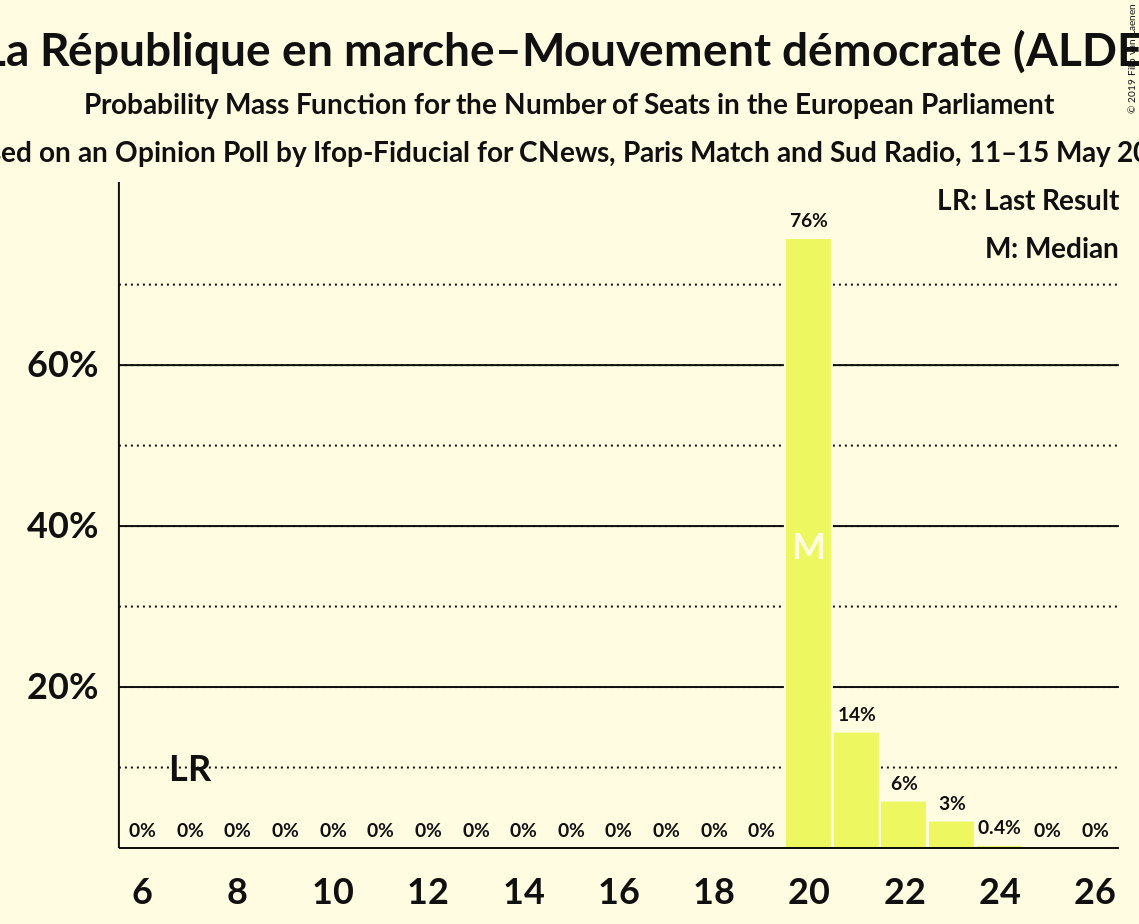 La République en marche–Mouvement démocrate (ALDE
Probability Mass Function for the Number of Seats in the European Parliament
sed on an Opinion Poll by Ifop-Fiducial for CNews, Paris Match and Sud Radio, 11–15 May 20
© 2019
LR: Last Result
M: Median
76%
60%
40%
M
20%
14%
LR
6%
3%
0% 0% 0% 0% 0% 0% 0% 0% 0% 0% 0% 0% 0% 0% 0.4% 0% 0%
6 8 10 12 14 16 18 20 22 24 26